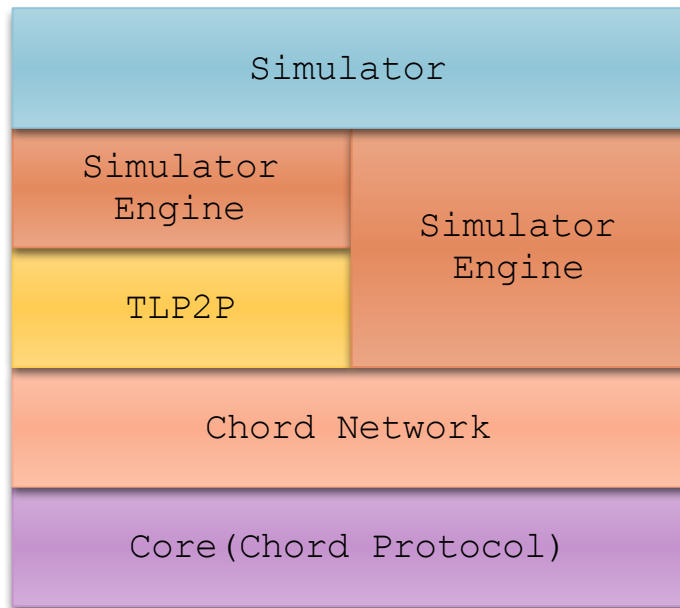 Simulator
Simulator
Engine
Simulator
Engine
TLP2P
Chord Network
Core(Chord Protocol)